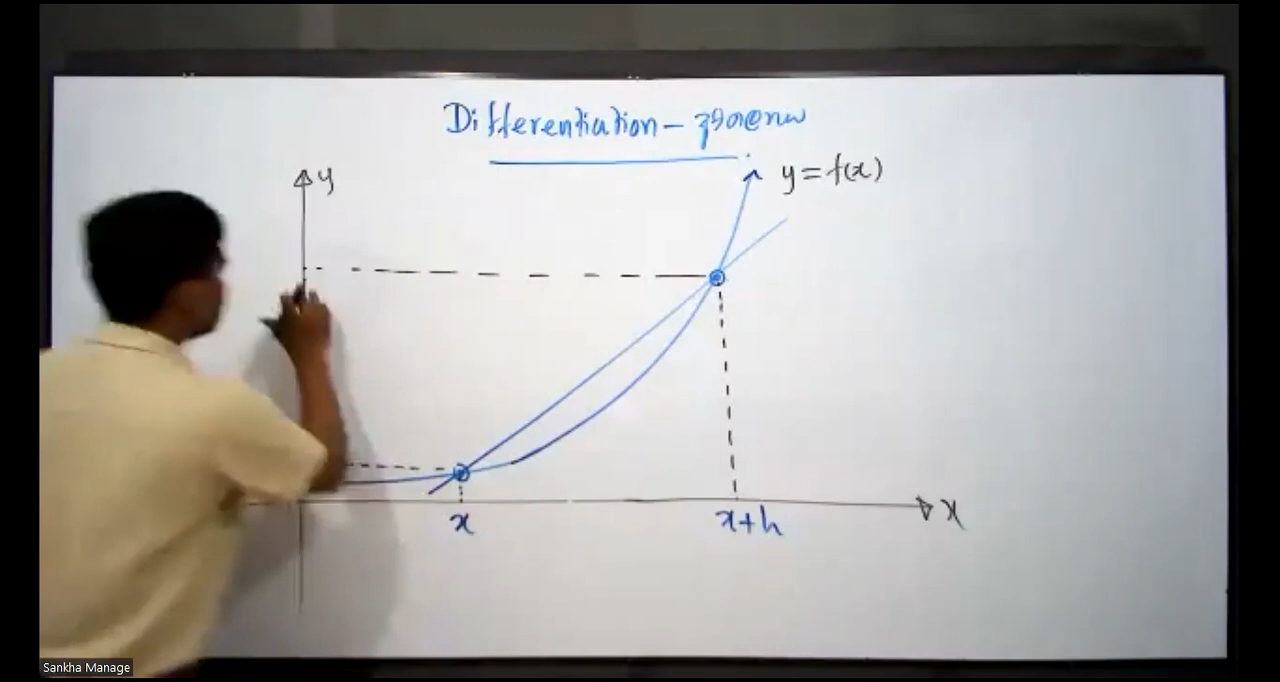 Differentiation – අවකලනය
y
y = f(x)
x
x+h
x
Sankha Manage